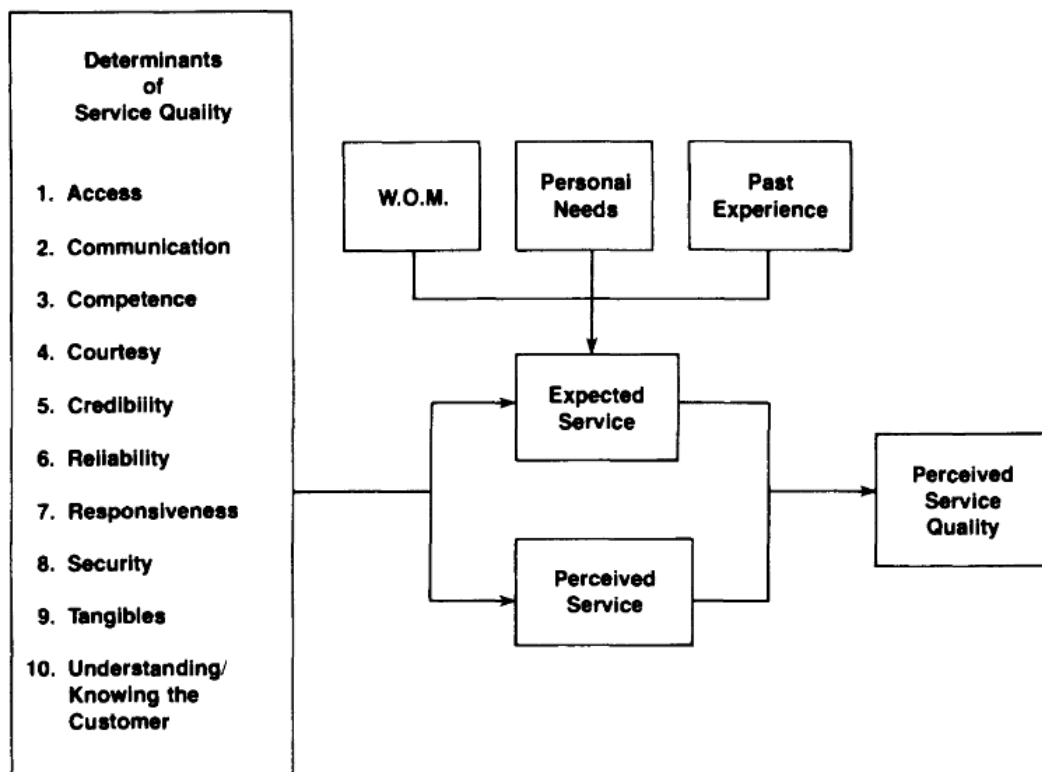 Determinants
of
Service Quality
1. Access
2. Communication
3. Competence
4. Courtesy
5. Credibility
6. Reliability
7. Responsiveness
8. Security
9. Tangibles
10. Understanding/
Knowing the
Customer
W.O.M.
Personal
Needs
Past
Experience
Expected
Service
Perceived
Service
Perceived
Service
Quality